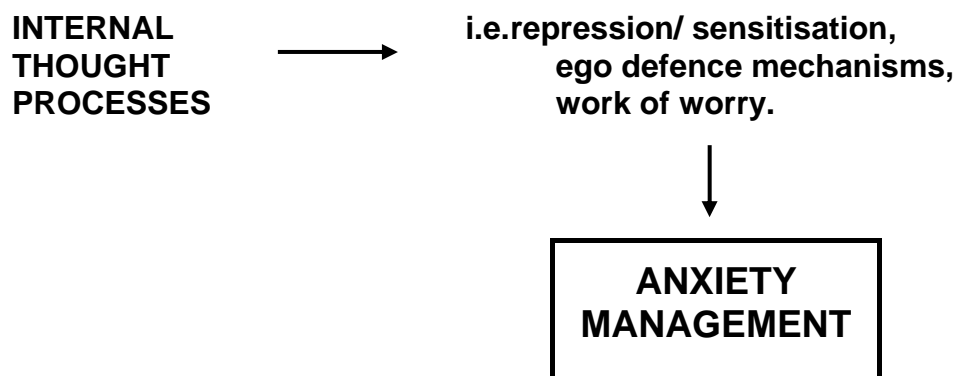 INTERNAL
THOUGHT
PROCESSES
i.e.repression/ sensitisation,
ego defence mechanisms,
work of worry.
ANXIETY
MANAGEMENT